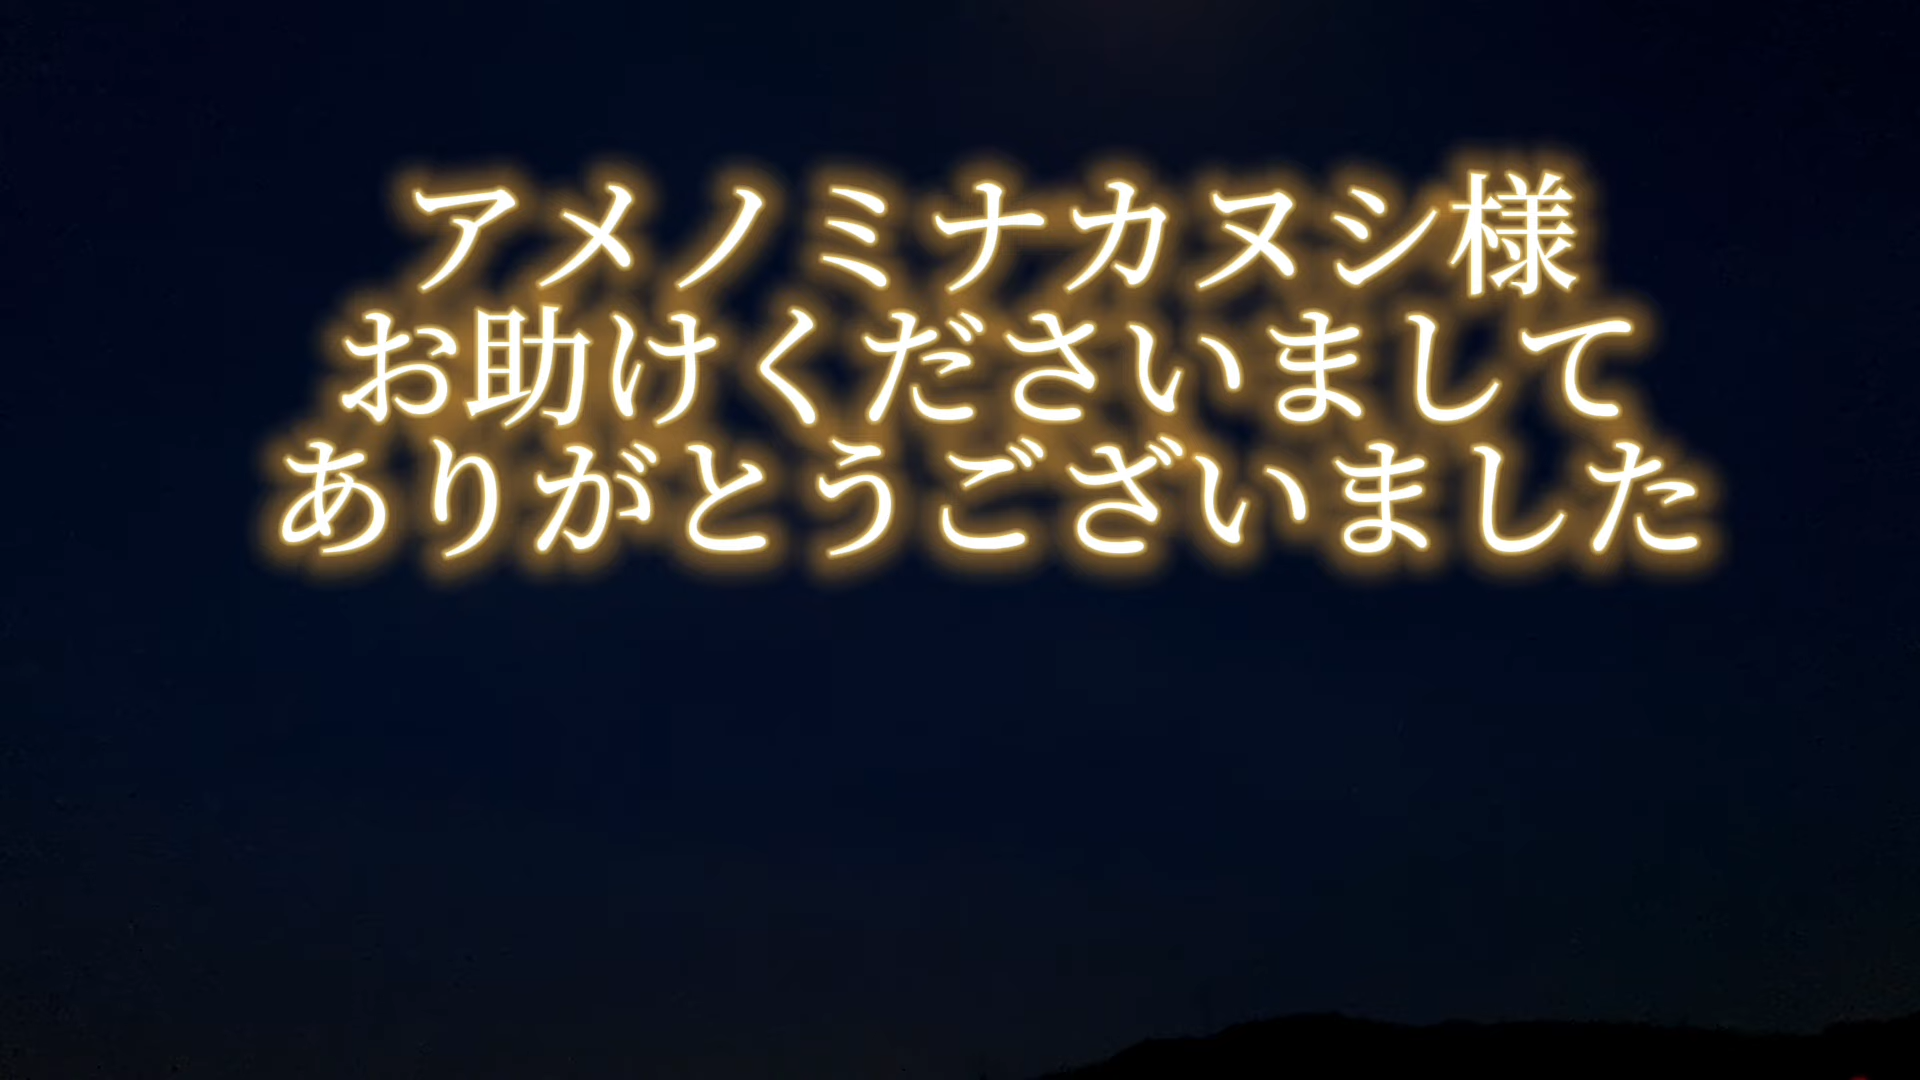 アメノミナカヌシ様
お助けくださいまして
ありがとうございました